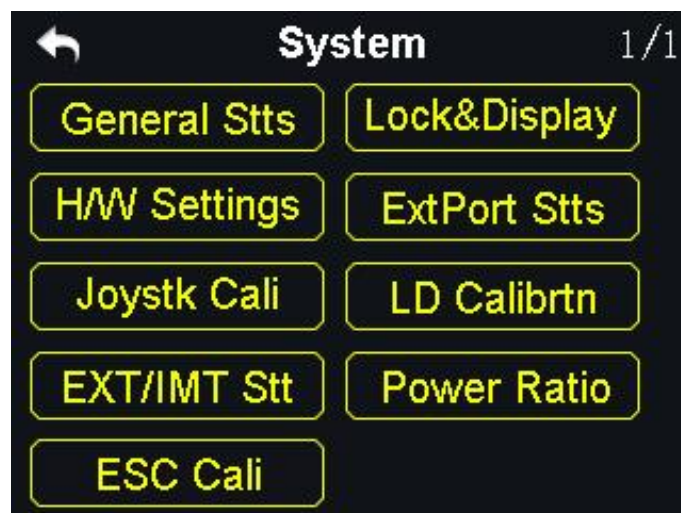 System 1/1
General Stts Lock&Display
H/W Settings ExtPort Stts
Joystk Cali LD Calibrtn
EXT/IMT Stt Power Ratio
ESC Cali